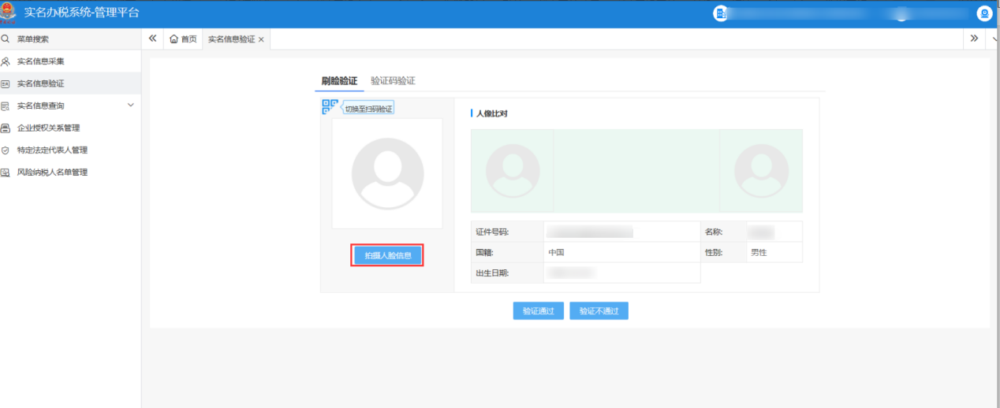 实名办税系统-管理平台
菜单搜索
首页
实名信息验证
实名信息采集
实名信息验证
实名信息查询
企业授权关系管理
特定法定代表人管理
风险纳税人名单管理
刷脸验证 验证码验证
切换至扫码验证
拍摄人脸信息
人像比对
证件号码: 名称:
国籍: 中国 性别: 男性
出生日期:
验证通过 验证不通过